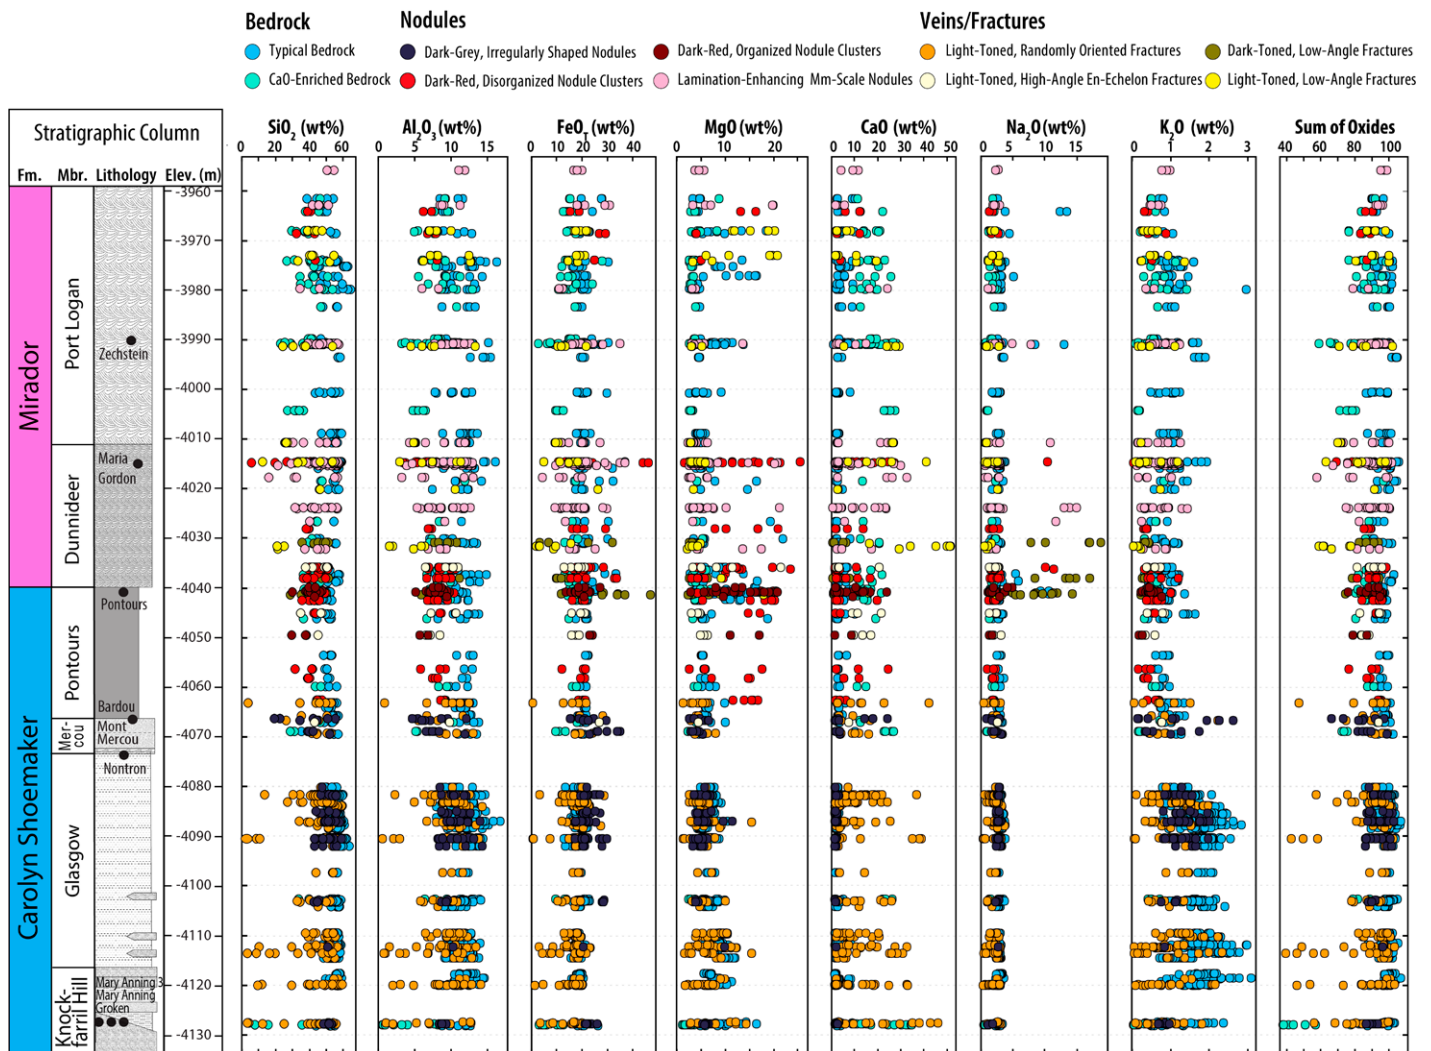 Bedrock Nodules Veins/Fractures
Typical Bedrock Dark-Grey, Irregularly Shaped Nodules Dark-Red, Organized Nodule Clusters Light-Toned, Randomly Oriented Fractures Dark-Toned, Low-Angle Fractures
CaO-Enriched Bedrock Dark-Red, Disorganized Nodule Clusters Lamination-Enhancing Mm-Scale Nodules Light-Toned, High-Angle En-Echelon Fractures Light-Toned, Low-Angle Fractures
Stratigraphic Column SiO2 (wt%) Al2O3 (wt%) FeOT (wt%) MgO (wt%) CaO (wt%) Na2O (wt%) K2O (wt%) Sum of Oxides
0 20 40 60 0 5 10 15 0 10 20 30 40 0 5 10 20 0 10 20 30 40 50 0 5 10 15 0 1 2 3 40 60 80 100
Fm. Mbr. Lithology Elev. (m)
-3960
-3970
-3980
-3990
Zechstein
-4000
-4010
Maria
Gordon
-4020
-4030
-4040
Pontours
-4050
-4060
Bardou
Mont
Mercou
-4070
Nontron
-4080
-4090
-4100
-4110
Mary Anning 3
-4120
Mary Anning
Groken
-4130
Mirador
Carolyn Shoemaker
Port Logan
Dunnideer
Pontours
Mer-
cou
Glasgow
Knock-
farril Hill